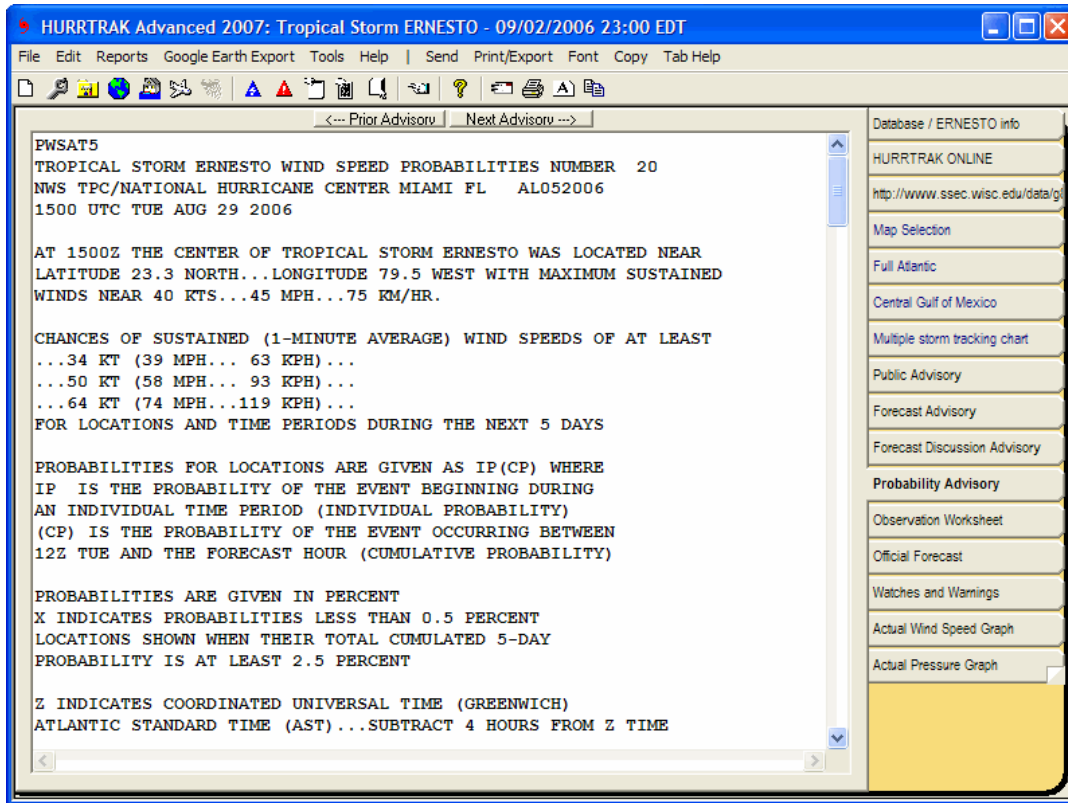 HURRTRAK Advanced 2007: Tropical Storm ERNESTO - 09/02/2006 23:00 EDT
File Edit Reports Google Earth Export Tools Help | Send Print/Export Font Copy Tab Help
<--- Prior Advisory Next Advisory --->
PWSAT5
TROPICAL STORM ERNESTO WIND SPEED PROBABILITIES NUMBER 20
NWS TPC/NATIONAL HURRICANE CENTER MIAMI FL AL052006
1500 UTC TUE AUG 29 2006
AT 1500Z THE CENTER OF TROPICAL STORM ERNESTO WAS LOCATED NEAR
LATITUDE 23.3 NORTH...LONGITUDE 79.5 WEST WITH MAXIMUM SUSTAINED
WINDS NEAR 40 KTS...45 MPH...75 KM/HR.
CHANCES OF SUSTAINED (1-MINUTE AVERAGE) WIND SPEEDS OF AT LEAST
...34 KT (39 MPH... 63 KPH)...
...50 KT (58 MPH... 93 KPH)...
...64 KT (74 MPH...119 KPH)...
FOR LOCATIONS AND TIME PERIODS DURING THE NEXT 5 DAYS
PROBABILITIES FOR LOCATIONS ARE GIVEN AS IP(CP) WHERE
IP IS THE PROBABILITY OF THE EVENT BEGINNING DURING
AN INDIVIDUAL TIME PERIOD (INDIVIDUAL PROBABILITY)
(CP) IS THE PROBABILITY OF THE EVENT OCCURRING BETWEEN
12Z TUE AND THE FORECAST HOUR (CUMULATIVE PROBABILITY)
PROBABILITIES ARE GIVEN IN PERCENT
X INDICATES PROBABILITIES LESS THAN 0.5 PERCENT
LOCATIONS SHOWN WHEN THEIR TOTAL CUMULATED 5-DAY
PROBABILITY IS AT LEAST 2.5 PERCENT
Z INDICATES COORDINATED UNIVERSAL TIME (GREENWICH)
ATLANTIC STANDARD TIME (AST)...SUBTRACT 4 HOURS FROM Z TIME
Database / ERNESTO info
HURRTRAK ONLINE
http://www.ssec.wisc.edu/data/g
Map Selection
Full Atlantic
Central Gulf of Mexico
Multiple storm tracking chart
Public Advisory
Forecast Advisory
Forecast Discussion Advisory
Probability Advisory
Observation Worksheet
Official Forecast
Watches and Warnings
Actual Wind Speed Graph
Actual Pressure Graph